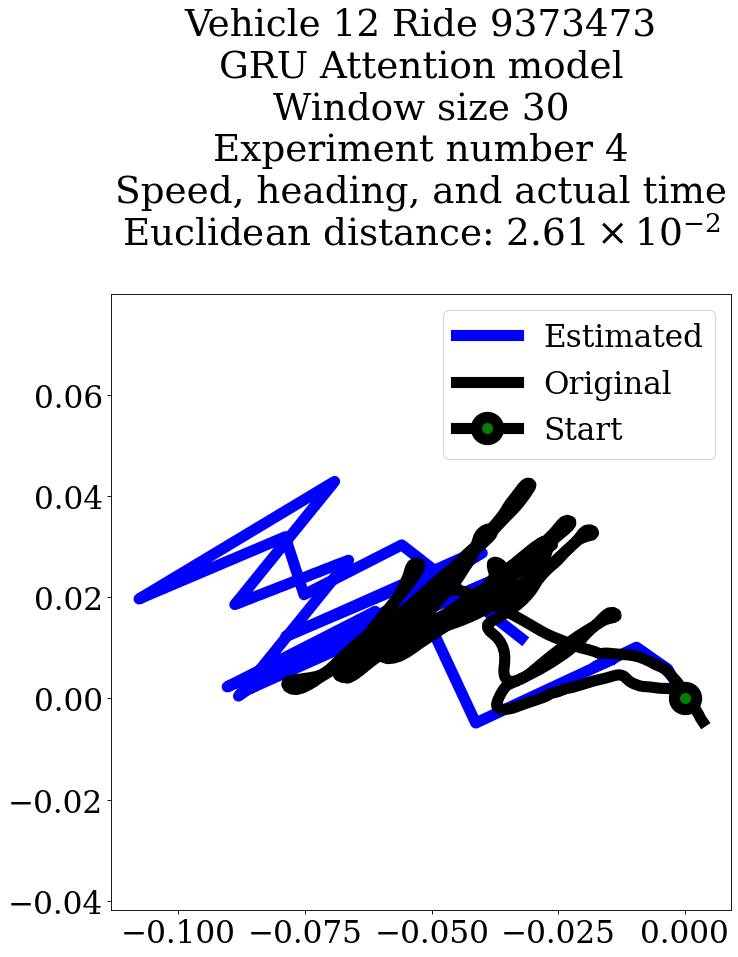 Vehicle 12 Ride 9373473
GRU Attention model
Window size 30
Experiment number 4
Speed, heading, and actual time
Euclidean distance: 2.61 × 10⁻²
Estimated
Original
Start
0.06
0.04
0.02
0.00
−0.02
−0.04
−0.100 −0.075 −0.050 −0.025 0.000